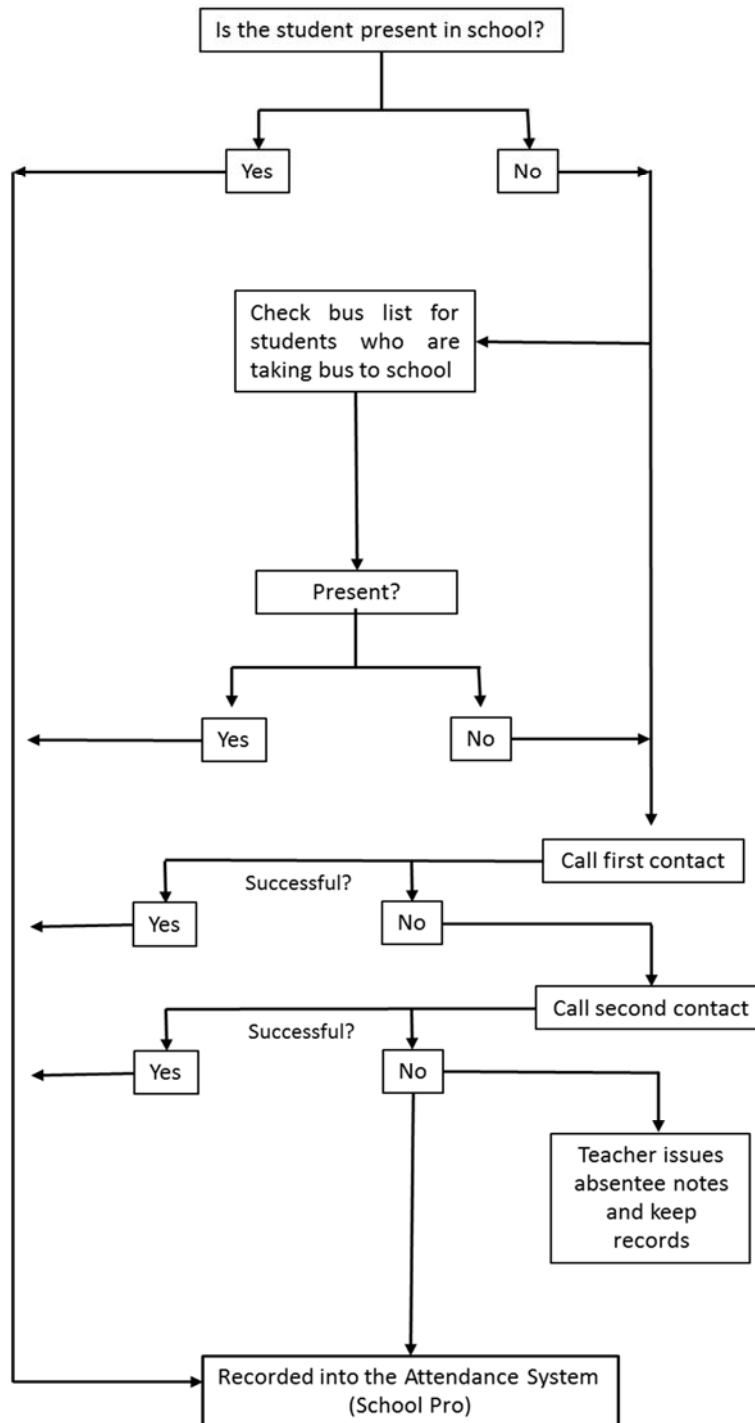 Is the student present in school?
Yes
No
Check bus list for
students who are
taking bus to school
Present?
Yes
No
Call first contact
Successful?
Yes
No
Call second contact
Successful?
Yes
No
Teacher issues
absentee notes
and keep
records
Recorded into the Attendance System
(School Pro)